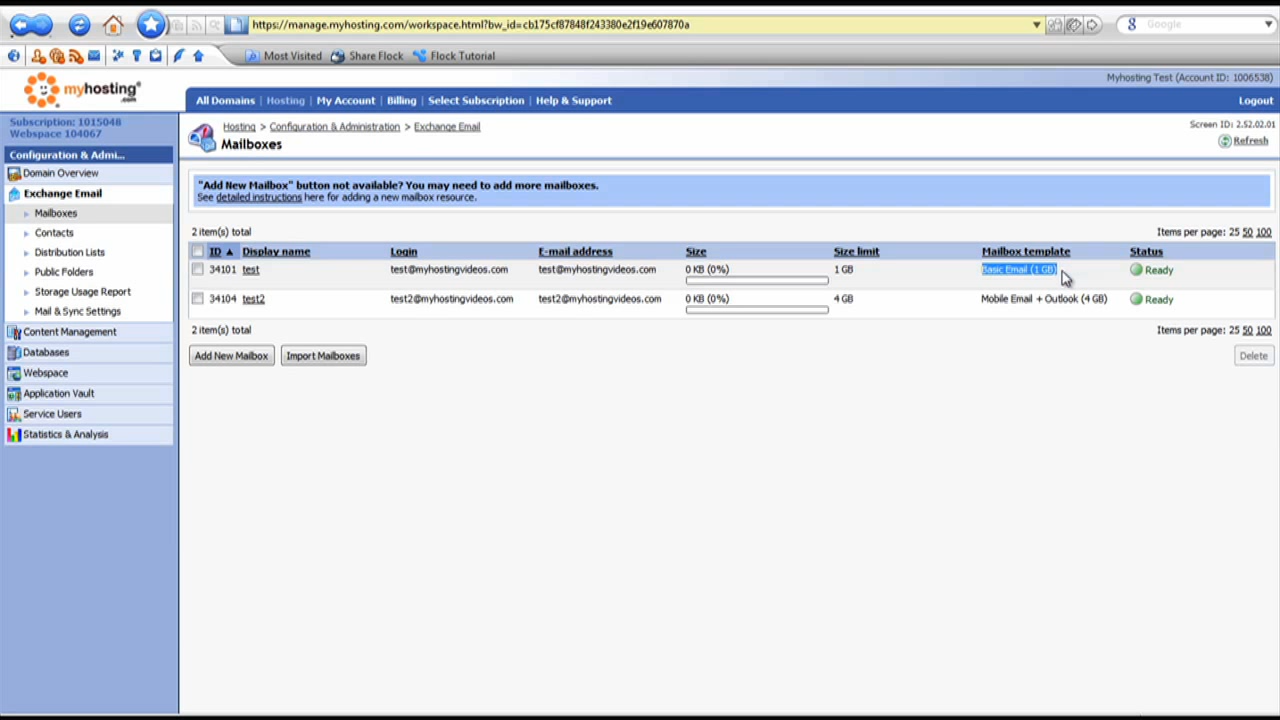 https://manage.myhosting.com/workspace.html?bw_id=cb175cf87848f243380e2f19e607870a
Google
Most Visited Share Flock Flock Tutorial
myhosting.com
Myhosting Test (Account ID: 1006538)
All Domains | Hosting | My Account | Billing | Select Subscription | Help & Support Logout
Subscription: 1015048
Webspace 104067
Configuration & Admi...
Domain Overview
Exchange Email
Mailboxes
Contacts
Distribution Lists
Public Folders
Storage Usage Report
Mail & Sync Settings
Content Management
Databases
Webspace
Application Vault
Service Users
Statistics & Analysis
Hosting > Configuration & Administration > Exchange Email
Mailboxes
Screen ID: 2.52.02.01
Refresh
"Add New Mailbox" button not available? You may need to add more mailboxes.
See detailed instructions here for adding a new mailbox resource.
2 item(s) total Items per page: 25 50 100
ID Display name Login E-mail address Size Size limit Mailbox template Status
34101 test test@myhostingvideos.com test@myhostingvideos.com 0 KB (0%) 1 GB Basic Email (1 GB) Ready
34104 test2 test2@myhostingvideos.com test2@myhostingvideos.com 0 KB (0%) 4 GB Mobile Email + Outlook (4 GB) Ready
2 item(s) total Items per page: 25 50 100
Add New Mailbox Import Mailboxes Delete